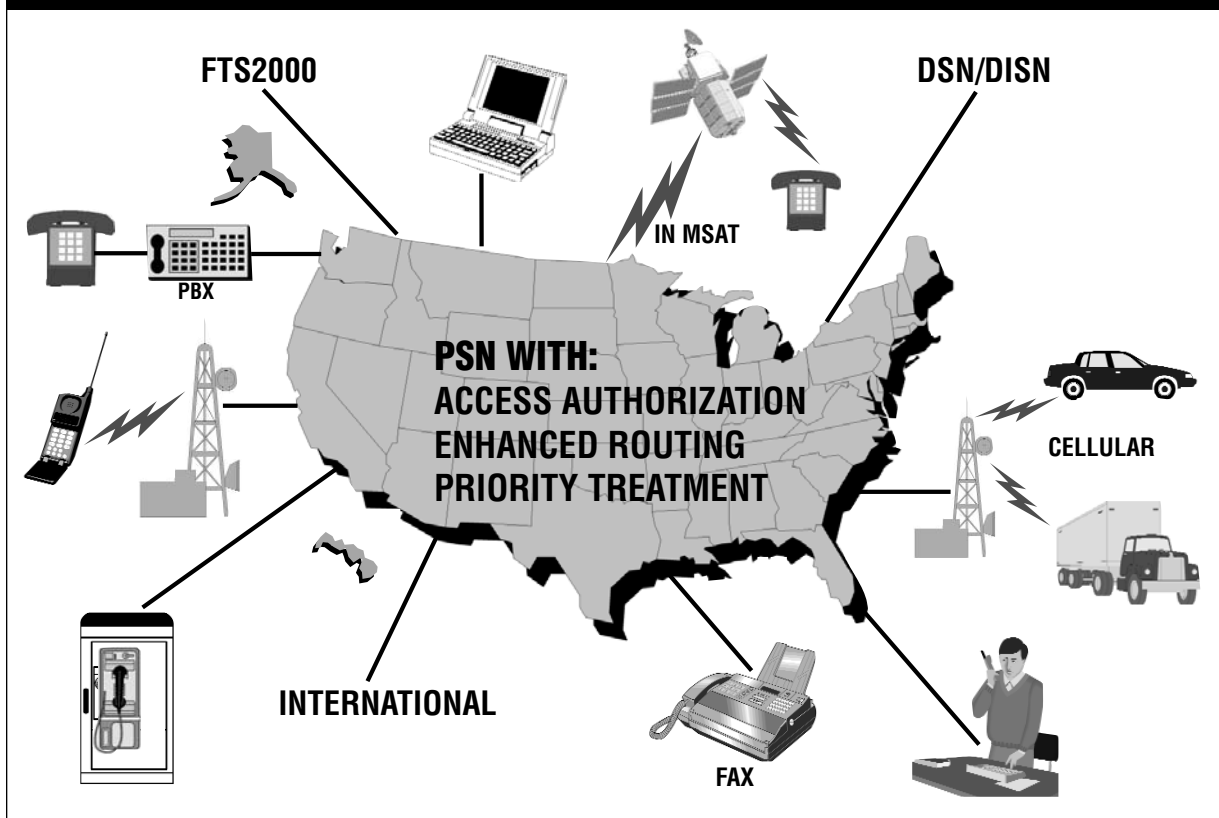 FTS2000
DSN/DISN
IN MSAT
PBX
PSN WITH:
ACCESS AUTHORIZATION
ENHANCED ROUTING
PRIORITY TREATMENT
CELLULAR
INTERNATIONAL
FAX